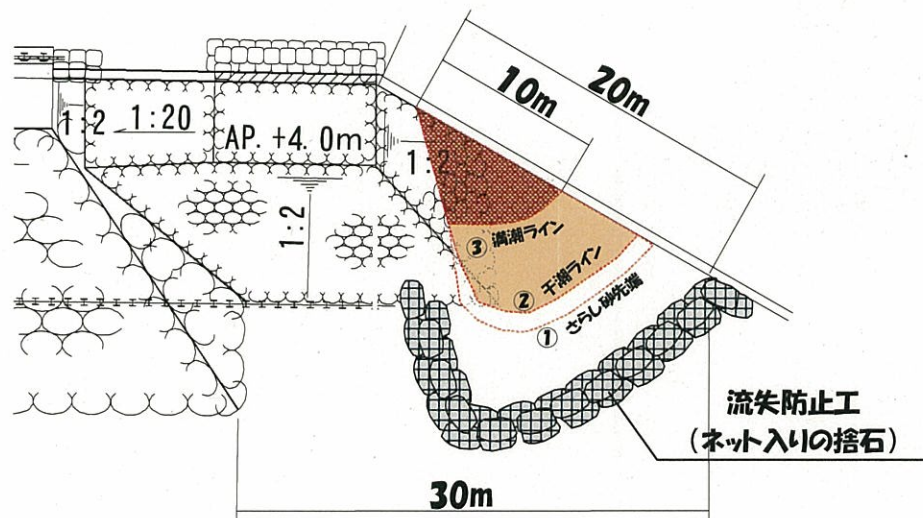 10m
20m
1:2
1:20
AP. +4. 0m
1:2
1:2
③ 満潮ライン
② 干潮ライン
① さらし砂先端
流失防止工
(ネット入りの捨石)
30m